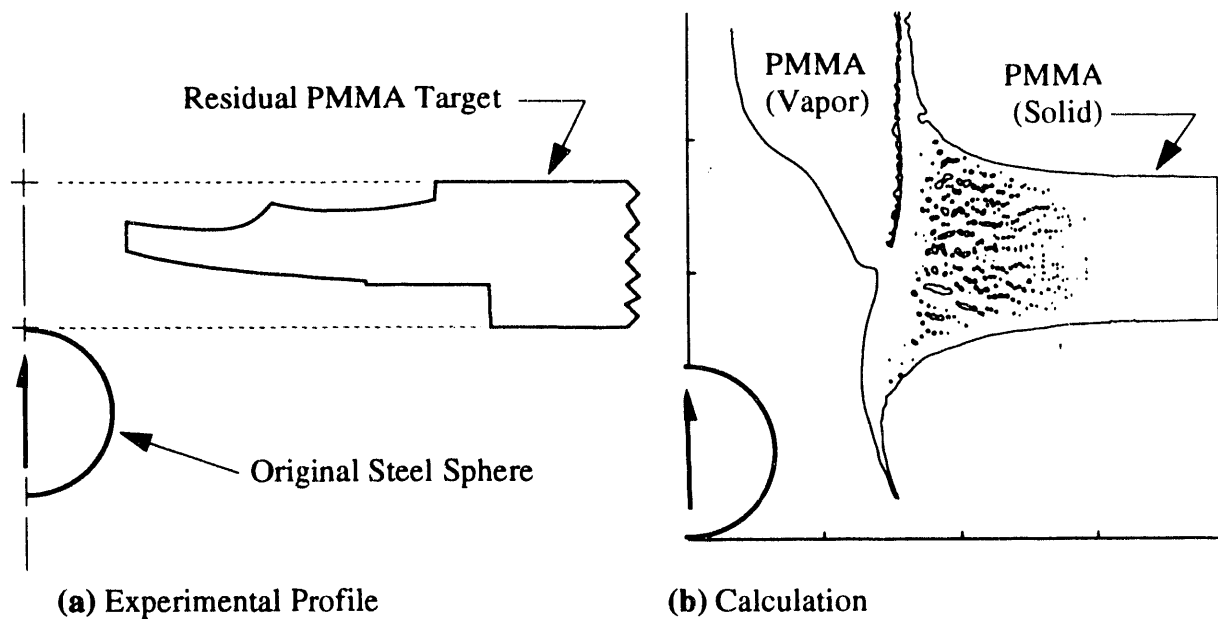 Residual PMMA Target
Original Steel Sphere
(a) Experimental Profile
PMMA
(Vapor)
PMMA
(Solid)
(b) Calculation